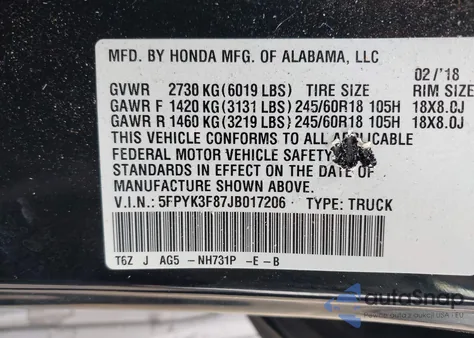 MFD. BY HONDA MFG. OF ALABAMA, LLC
02/'18
GVWR 2730 KG(6019 LBS) TIRE SIZE RIM SIZE
GAWR F 1420 KG(3131 LBS) 245/60R18 105H 18X8.0J
GAWR R 1460 KG(3219 LBS) 245/60R18 105H 18X8.0J
THIS VEHICLE CONFORMS TO ALL APPLICABLE
FEDERAL MOTOR VEHICLE SAFETY
STANDARDS IN EFFECT ON THE DATE OF
MANUFACTURE SHOWN ABOVE.
V.I.N.: 5FPYK3F87JB017206 TYPE: TRUCK
T6Z J AG5 -NH731P -E -B
autoSnap